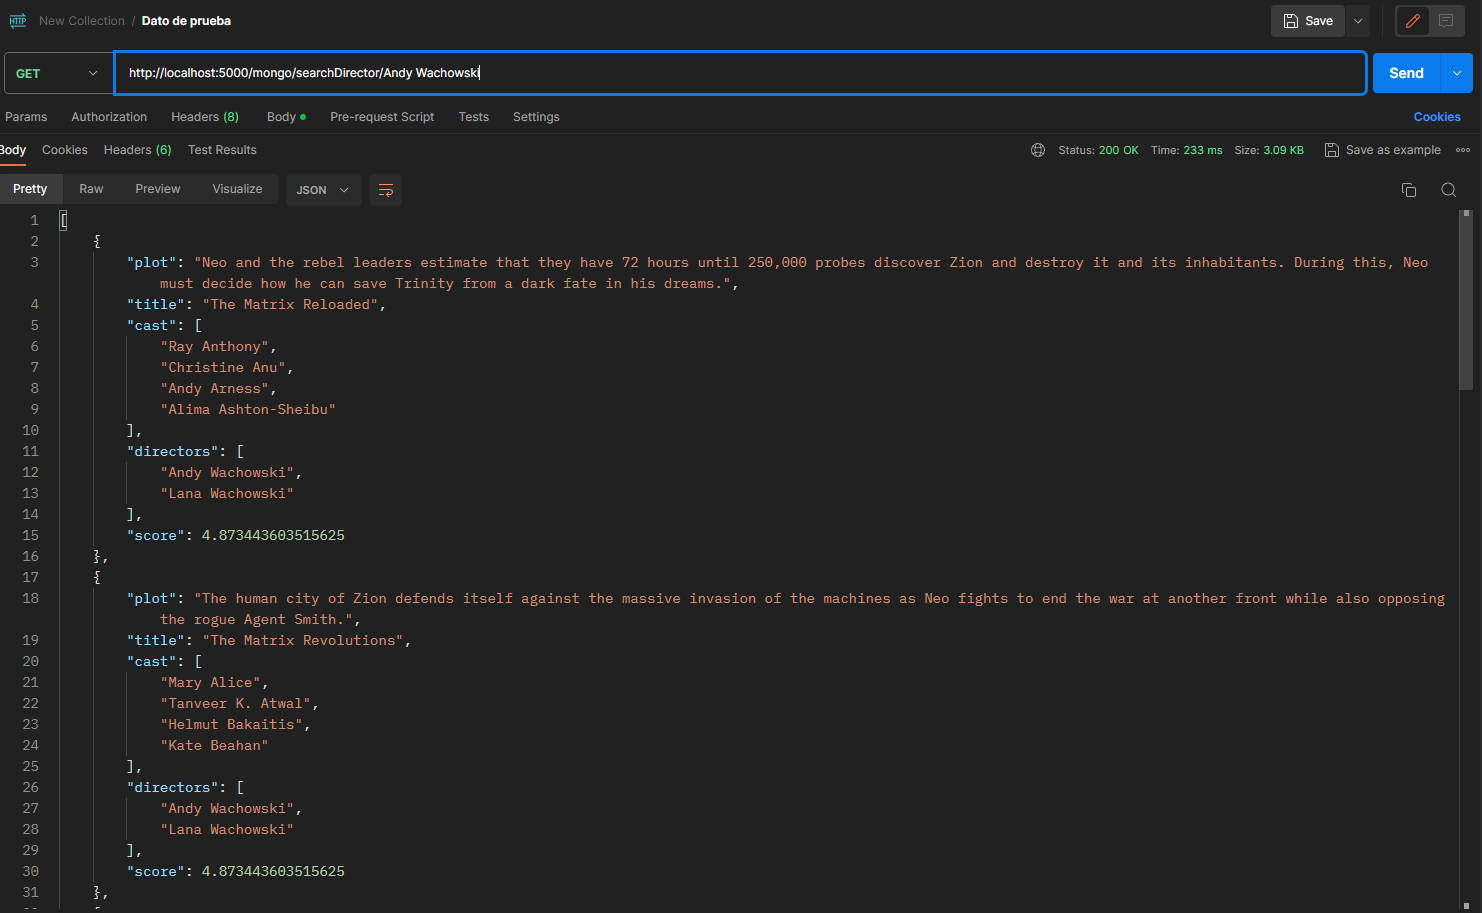 HTTP New Collection / Dato de prueba Save
GET http://localhost:5000/mongo/searchDirector/Andy Wachowski Send
Params Authorization Headers (8) Body Pre-request Script Tests Settings Cookies
Body Cookies Headers (6) Test Results Status: 200 OK Time: 233 ms Size: 3.09 KB Save as example
Pretty Raw Preview Visualize JSON
1 [
2 {
3 "plot": "Neo and the rebel leaders estimate that they have 72 hours until 250,000 probes discover Zion and destroy it and its inhabitants. During this, Neo
must decide how he can save Trinity from a dark fate in his dreams.",
4 "title": "The Matrix Reloaded",
5 "cast": [
6 "Ray Anthony",
7 "Christine Anu",
8 "Andy Arness",
9 "Alima Ashton-Sheibu"
10 ],
11 "directors": [
12 "Andy Wachowski",
13 "Lana Wachowski"
14 ],
15 "score": 4.873443603515625
16 },
17 {
18 "plot": "The human city of Zion defends itself against the massive invasion of the machines as Neo fights to end the war at another front while also opposing
the rogue Agent Smith.",
19 "title": "The Matrix Revolutions",
20 "cast": [
21 "Mary Alice",
22 "Tanveer K. Atwal",
23 "Helmut Bakaitis",
24 "Kate Beahan"
25 ],
26 "directors": [
27 "Andy Wachowski",
28 "Lana Wachowski"
29 ],
30 "score": 4.873443603515625
31 },